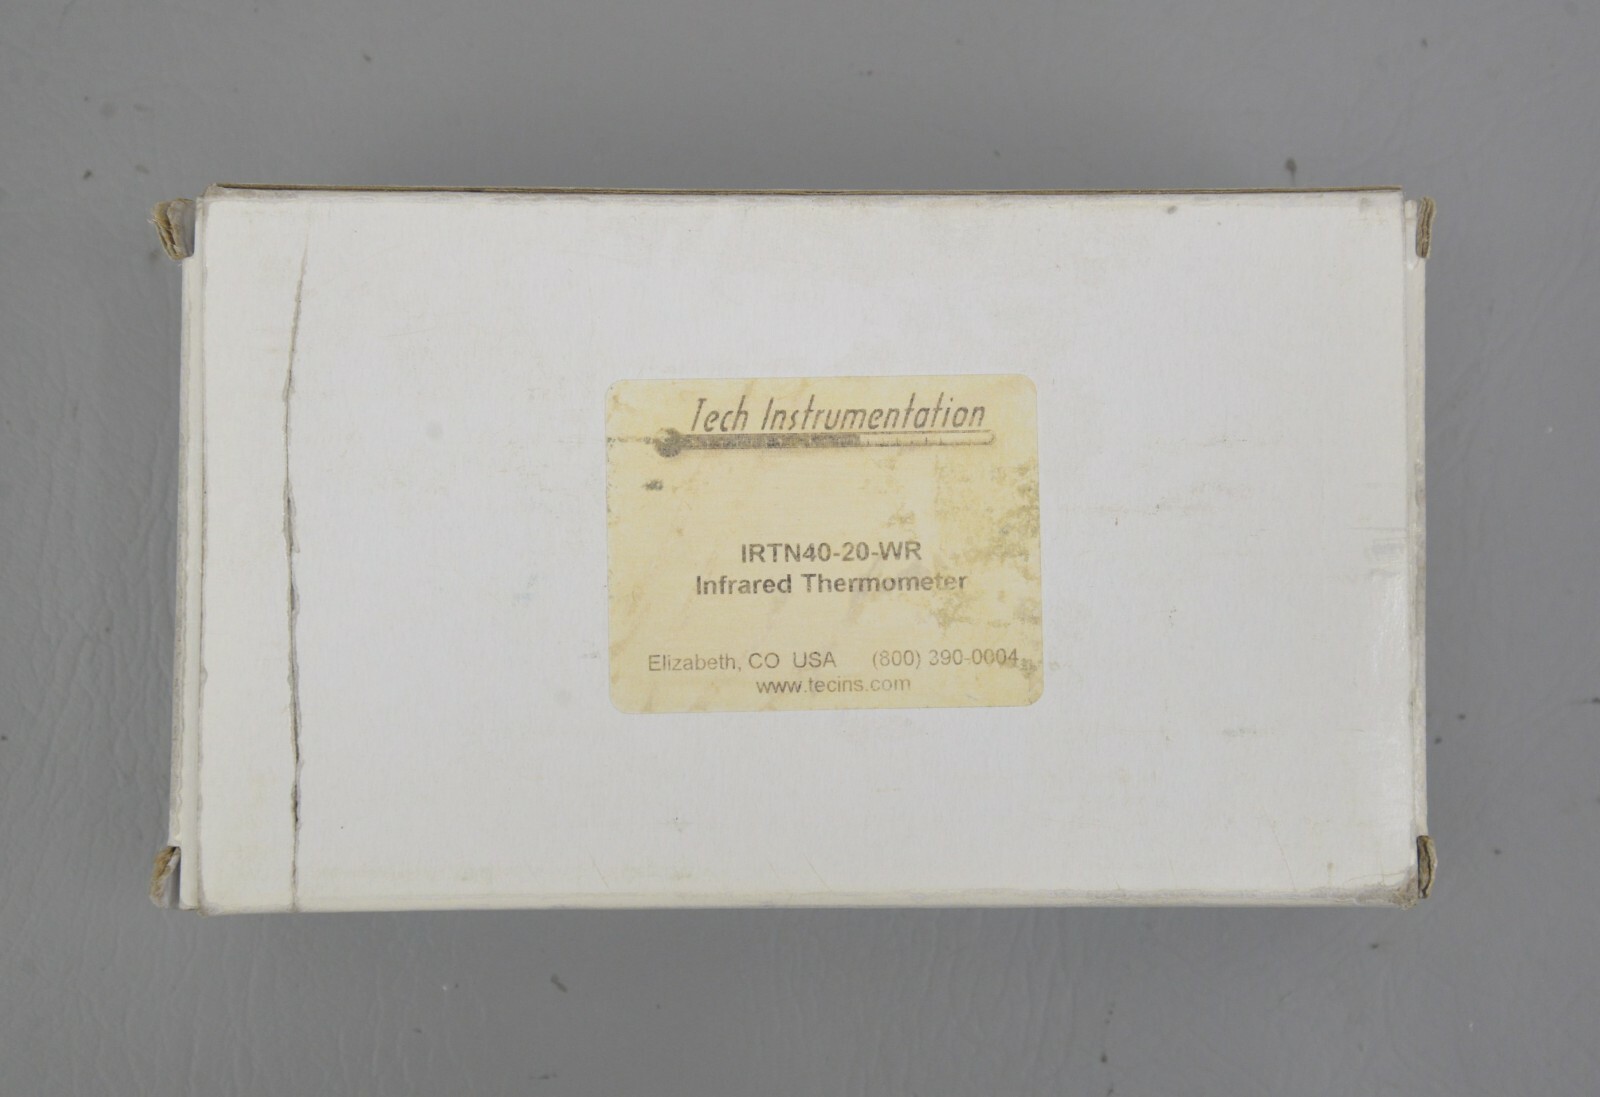 Tech Instrumentation
IRTN40-20-WR
Infrared Thermometer
Elizabeth, CO USA (800) 390-0004
www.tecins.com